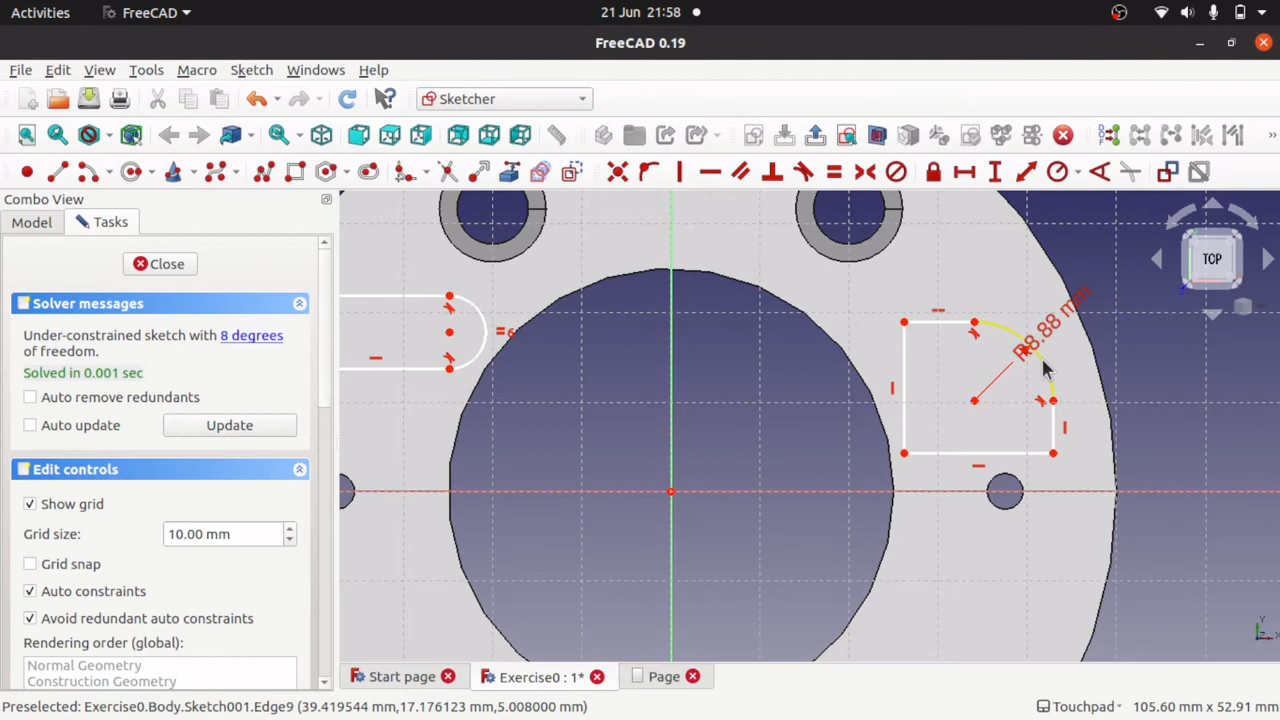 Activities
FreeCAD
21 Jun 21:58
FreeCAD 0.19
File Edit View Tools Macro Sketch Windows Help
Sketcher
Combo View
Model Tasks
Close
Solver messages
Under-constrained sketch with 8 degrees
of freedom.
Solved in 0.001 sec
Auto remove redundants
Auto update
Update
Edit controls
Show grid
Grid size: 10.00 mm
Grid snap
Auto constraints
Avoid redundant auto constraints
Rendering order (global):
Normal Geometry
Construction Geometry
=6
R8.88 mm
TOP
Start page Exercise0 : 1* Page
Preselected: Exercise0.Body.Sketch001.Edge9 (39.419544 mm,17.176123 mm,5.008000 mm)
Touchpad 105.60 mm x 52.91 mm